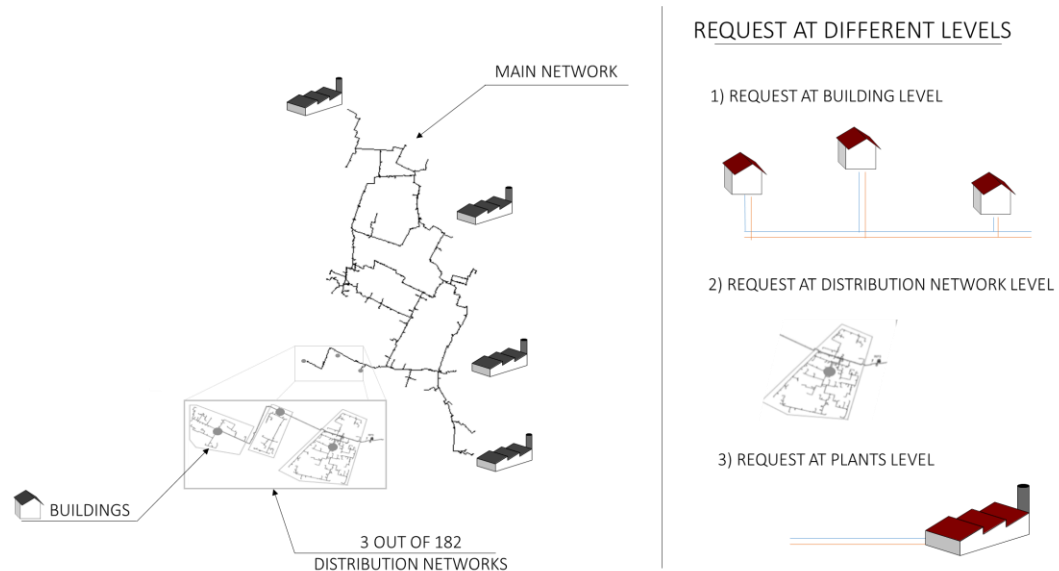 MAIN NETWORK
BUILDINGS
3 OUT OF 182
DISTRIBUTION NETWORKS
REQUEST AT DIFFERENT LEVELS
1) REQUEST AT BUILDING LEVEL
2) REQUEST AT DISTRIBUTION NETWORK LEVEL
3) REQUEST AT PLANTS LEVEL